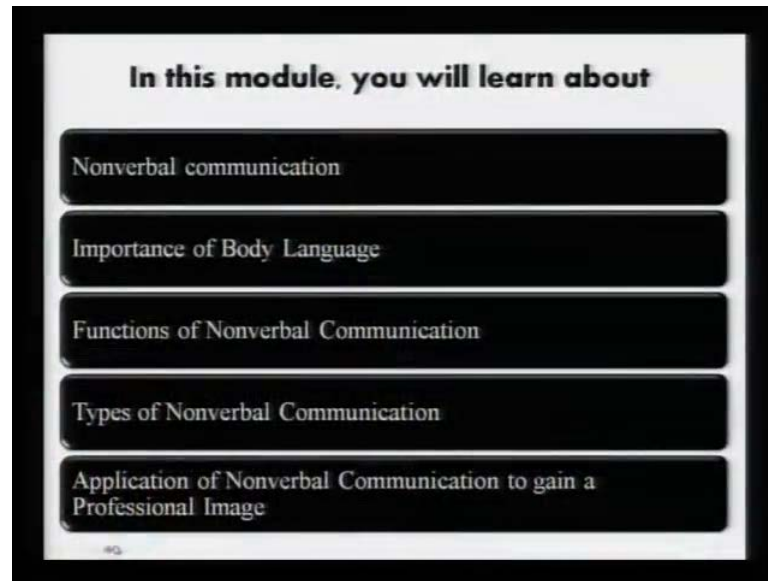 In this module, you will learn about
Nonverbal communication
Importance of Body Language
Functions of Nonverbal Communication
Types of Nonverbal Communication
Application of Nonverbal Communication to gain a
Professional Image